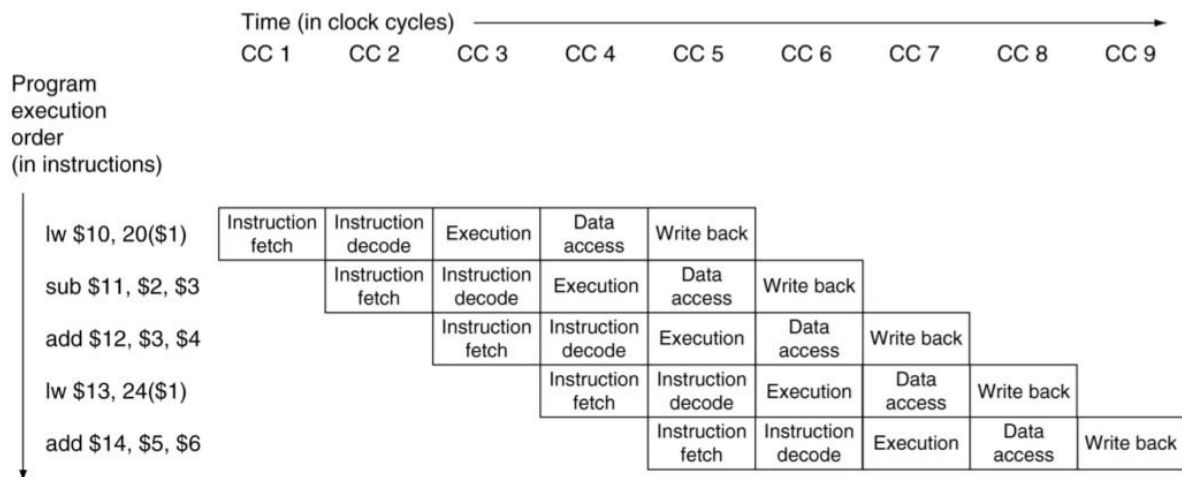 Time (in clock cycles)
CC 1 CC 2 CC 3 CC 4 CC 5 CC 6 CC 7 CC 8 CC 9
Program
execution
order
(in instructions)
lw $10, 20($1)
Instruction
fetch
Instruction
decode
Execution
Data
access
Write back
sub $11, $2, $3
Instruction
fetch
Instruction
decode
Execution
Data
access
Write back
add $12, $3, $4
Instruction
fetch
Instruction
decode
Execution
Data
access
Write back
lw $13, 24($1)
Instruction
fetch
Instruction
decode
Execution
Data
access
Write back
add $14, $5, $6
Instruction
fetch
Instruction
decode
Execution
Data
access
Write back